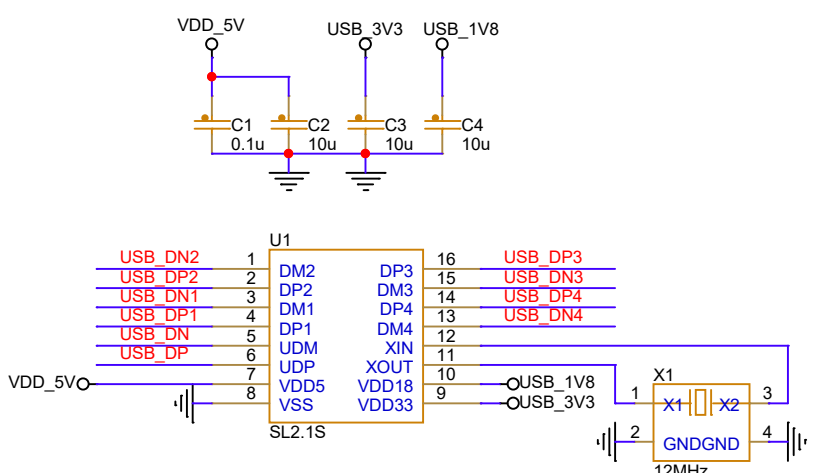 VDD_5V USB_3V3 USB_1V8
C1 C2 C3 C4
0.1u 10u 10u 10u
U1
USB_DN2 1 DM2 DP3 16 USB_DP3
USB_DP2 2 DP2 DM3 15 USB_DN3
USB_DN1 3 DM1 DP4 14 USB_DP4
USB_DP1 4 DP1 DM4 13 USB_DN4
USB_DN 5 UDM XIN 12
USB_DP 6 UDP XOUT 11
VDD_5V 7 VDD5 VDD18 10 USB_1V8
8 VSS VDD33 9 USB_3V3
SL2.1S
X1
1 X1 X2 3
2 GND GND 4
12MHz